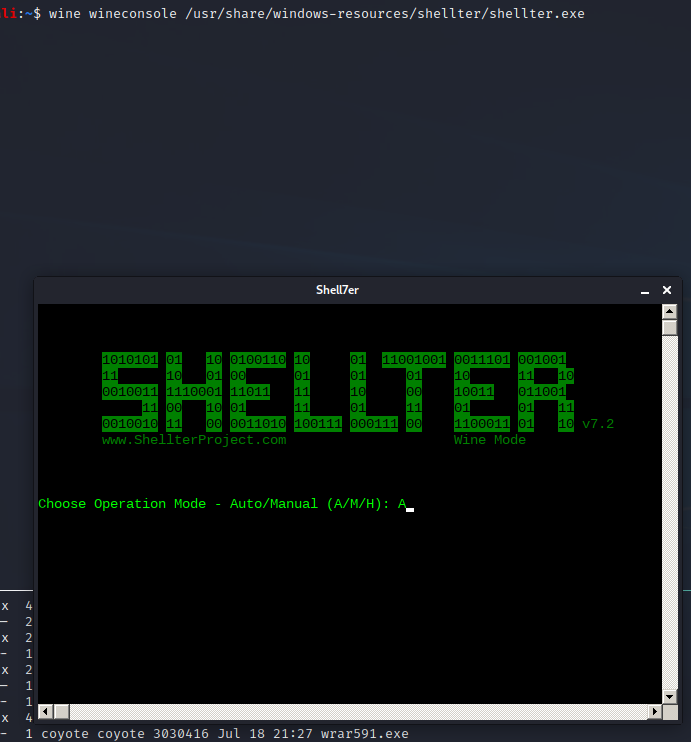 li:~$ wine wineconsole /usr/share/windows-resources/shellter/shellter.exe
Shell7er
1010101 01 10 0100110 10 01 11001001 0011101 001001
11 10 01 00 01 01 01 10 11 10
0010011 1110001 11011 11 10 00 10011 011001
11 00 10 01 11 01 11 01 01 11
0010010 11 00 0011010 100111 000111 00 1100011 01 10 v7.2
www.ShellterProject.com Wine Mode
Choose Operation Mode - Auto/Manual (A/M/H): A
x 4
- 2
x 2
- 1
x 2
- 1
- 1
x 4
- 1 coyote coyote 3030416 Jul 18 21:27 wrar591.exe